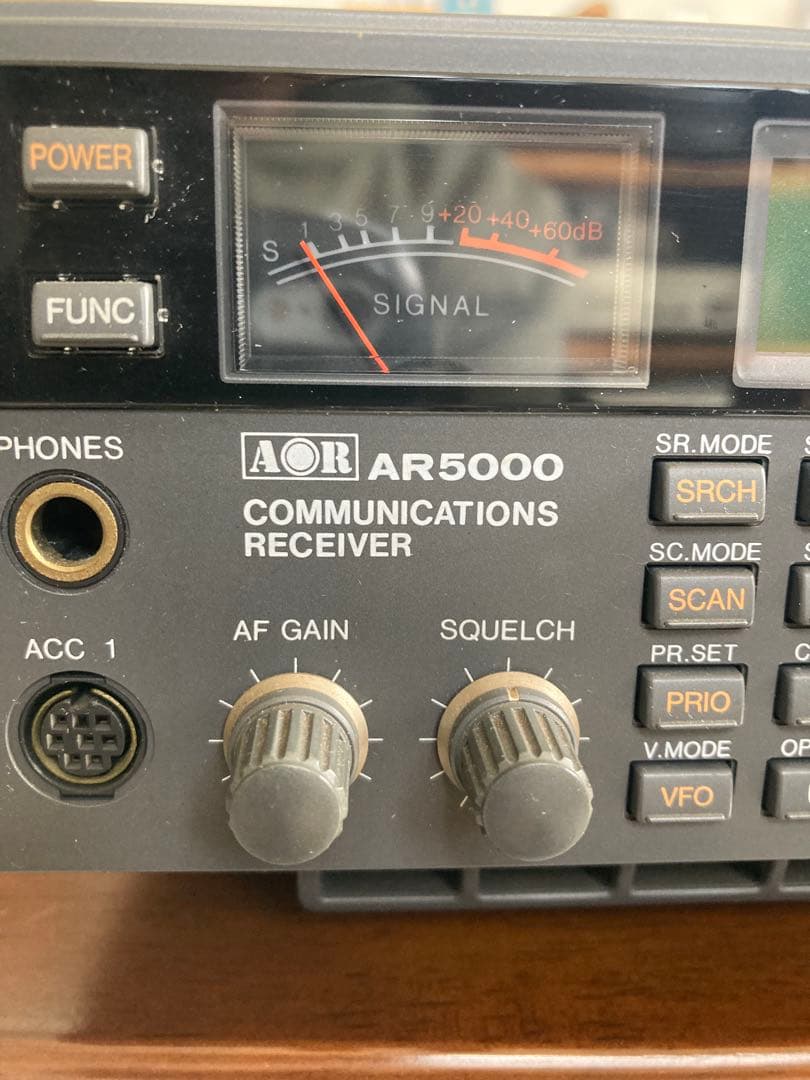 POWER
1 3 5 7 9 +20 +40 +60dB
S
SIGNAL
FUNC
PHONES
AOR AR5000
COMMUNICATIONS
RECEIVER
SR.MODE
SRCH
SC.MODE
SCAN
AF GAIN
SQUELCH
ACC 1
PR.SET
PRIO
V.MODE
VFO
OP